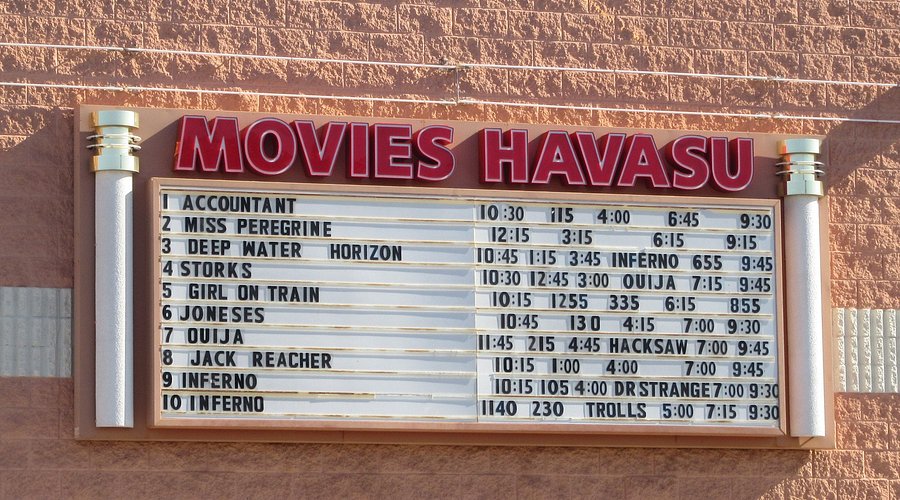 MOVIES HAVASU
1 ACCOUNTANT 10:30 :15 4:00 6:45 9:30
2 MISS PEREGRINE 12:15 3:15 6:15 9:15
3 DEEP WATER HORIZON 10:45 1:15 3:45 INFERNO 655 9:45
4 STORKS 10:30 12:45 3:00 OUIJA 7:15 9:45
5 GIRL ON TRAIN 10:15 1255 335 6:15 855
6 JONESES 10:45 130 4:15 7:00 9:30
7 OUIJA 11:45 215 4:45 HACKSAW 7:00 9:45
8 JACK REACHER 10:15 1:00 4:00 7:00 9:45
9 INFERNO 10:15 105 4:00 DR STRANGE 7:00 9:30
10 INFERNO 1140 230 TROLLS 5:00 7:15 9:30